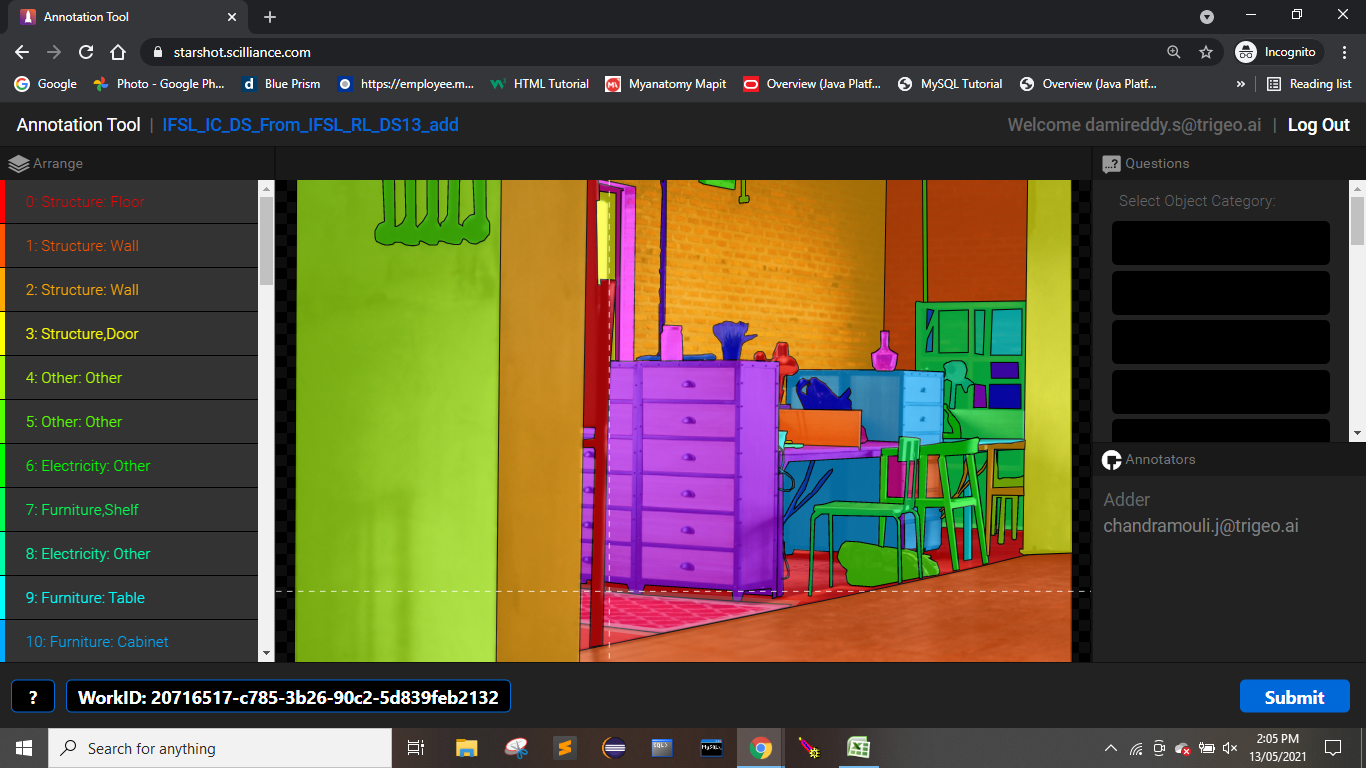 Annotation Tool
starshot.scilliance.com
Incognito
Google
Photo - Google Ph...
Blue Prism
https://employee.m...
HTML Tutorial
Myanatomy Mapit
Overview (Java Platf...
MySQL Tutorial
Overview (Java Platf...
»
Reading list
Annotation Tool | IFSL_IC_DS_From_IFSL_RL_DS13_add
Welcome damireddy.s@trigeo.ai | Log Out
Arrange
0: Structure: Floor
1: Structure: Wall
2: Structure: Wall
3: Structure,Door
4: Other: Other
5: Other: Other
6: Electricity: Other
7: Furniture,Shelf
8: Electricity: Other
9: Furniture: Table
10: Furniture: Cabinet
Questions
Select Object Category:
Annotators
Adder
chandramouli.j@trigeo.ai
?
WorkID: 20716517-c785-3b26-90c2-5d839feb2132
Submit
Search for anything
2:05 PM
13/05/2021